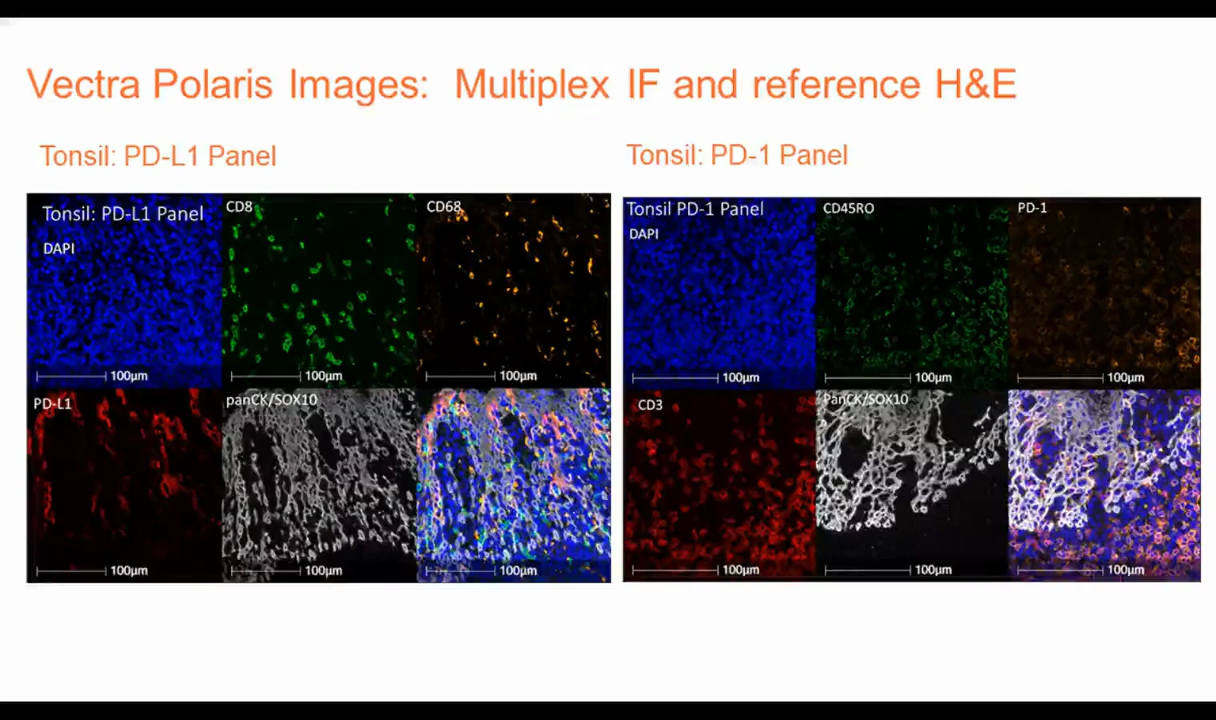 Vectra Polaris Images: Multiplex IF and reference H&E
Tonsil: PD-L1 Panel
Tonsil: PD-1 Panel
Tonsil: PD-L1 Panel
DAPI
CD8
CD68
100µm
100µm
100µm
PD-L1
panCK/SOX10
100µm
100µm
100µm
Tonsil PD-1 Panel
DAPI
CD45RO
PD-1
100µm
100µm
100µm
CD3
PanCK/SOX10
100µm
100µm
100µm